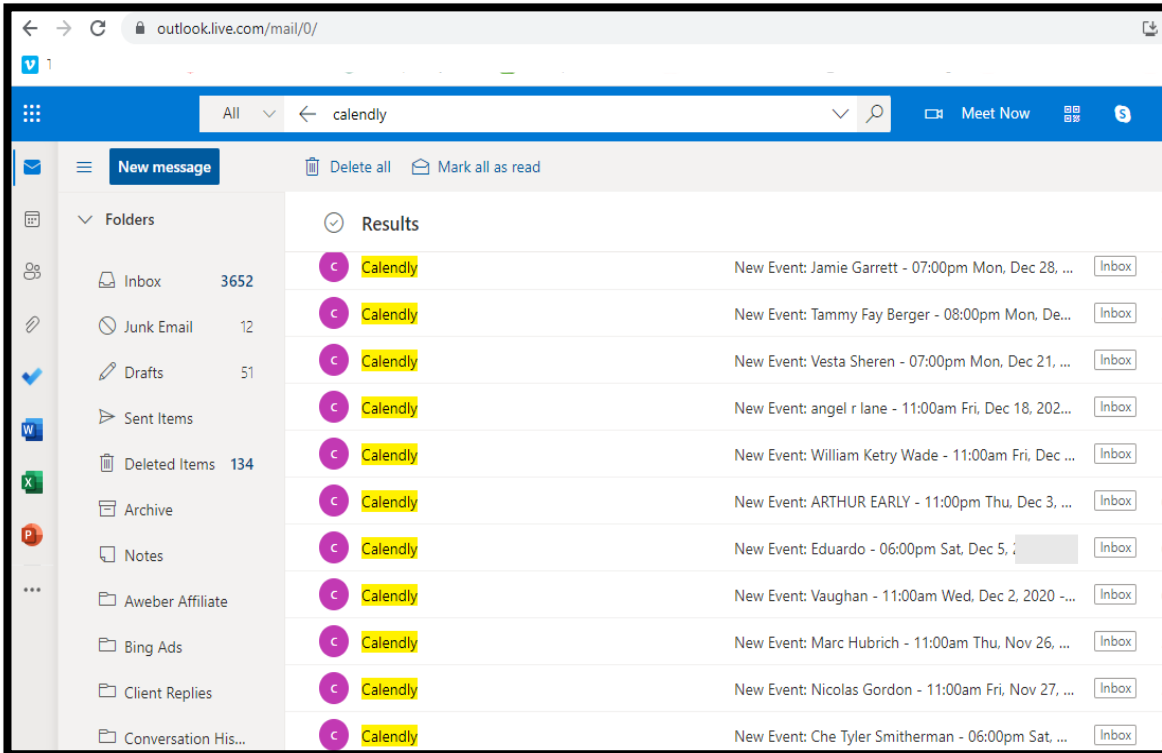 outlook.live.com/mail/0/
All
calendly
Meet Now
New message
Delete all
Mark all as read
Folders
Results
Inbox 3652
Junk Email 12
Drafts 51
Sent Items
Deleted Items 134
Archive
Notes
Aweber Affiliate
Bing Ads
Client Replies
Conversation His...
C Calendly New Event: Jamie Garrett - 07:00pm Mon, Dec 28, ... Inbox
C Calendly New Event: Tammy Fay Berger - 08:00pm Mon, De... Inbox
C Calendly New Event: Vesta Sheren - 07:00pm Mon, Dec 21, ... Inbox
C Calendly New Event: angel r lane - 11:00am Fri, Dec 18, 202... Inbox
C Calendly New Event: William Ketry Wade - 11:00am Fri, Dec ... Inbox
C Calendly New Event: ARTHUR EARLY - 11:00pm Thu, Dec 3, ... Inbox
C Calendly New Event: Eduardo - 06:00pm Sat, Dec 5, Inbox
C Calendly New Event: Vaughan - 11:00am Wed, Dec 2, 2020 -... Inbox
C Calendly New Event: Marc Hubrich - 11:00am Thu, Nov 26, ... Inbox
C Calendly New Event: Nicolas Gordon - 11:00am Fri, Nov 27, ... Inbox
C Calendly New Event: Che Tyler Smitherman - 06:00pm Sat, ... Inbox